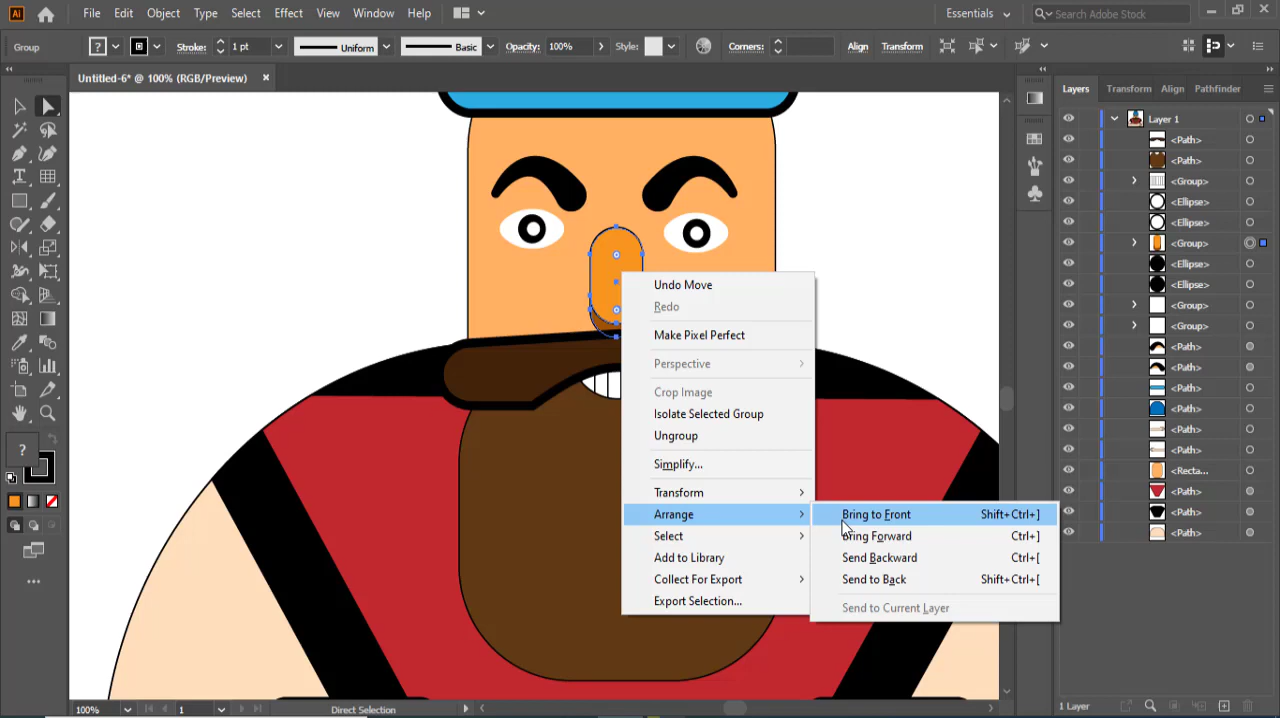 Ai File Edit Object Type Select Effect View Window Help Essentials Search Adobe Stock
Group ? Stroke: 1 pt Uniform Basic Opacity: 100% Style: Corners: Align Transform
Untitled-6* @ 100% (RGB/Preview) ×
Layers Transform Align Pathfinder
Layer 1
<Path>
<Path>
<Group>
<Ellipse>
<Ellipse>
<Group>
<Ellipse>
<Ellipse>
<Group>
<Group>
<Path>
<Path>
<Path>
<Path>
<Path>
<Path>
<Recta...
<Path>
<Path>
<Path>
Undo Move
Redo
Make Pixel Perfect
Perspective
Crop Image
Isolate Selected Group
Ungroup
Simplify...
Transform
Arrange
Select
Add to Library
Collect For Export
Export Selection...
Bring to Front Shift+Ctrl+]
Bring Forward Ctrl+]
Send Backward Ctrl+[
Send to Back Shift+Ctrl+[
Send to Current Layer
?
100% 1 Direct Selection
1 Layer